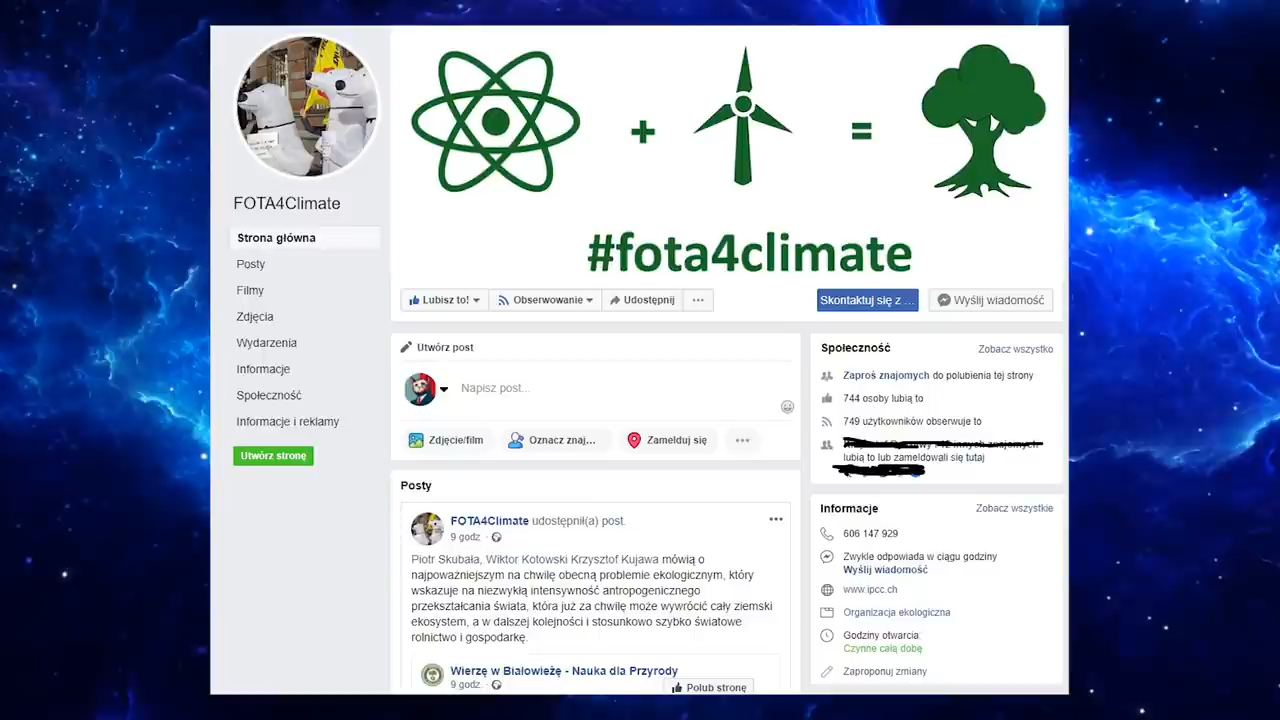 +
=
#fota4climate
FOTA4Climate
Strona główna
Posty
Filmy
Zdjęcia
Wydarzenia
Informacje
Społeczność
Informacje i reklamy
Utwórz stronę
Lubisz to!
Obserwowanie
Udostępnij
Skontaktuj się z ...
Wyślij wiadomość
Utwórz post
Napisz post...
Zdjęcie/film
Oznacz znaj...
Zamelduj się
Posty
FOTA4Climate udostępnił(a) post.
9 godz. ·
Piotr Skubała, Wiktor Kotowski Krzysztof Kujawa mówią o
najpoważniejszym na chwilę obecną problemie ekologicznym, który
wskazuje na niezwykłą intensywność antropogenicznego
przekształcania świata, która już za chwilę może wywrócić cały ziemski
ekosystem, a w dalszej kolejności i stosunkowo szybko światowe
rolnictwo i gospodarkę.
Wierzę w Białowieżę - Nauka dla Przyrody
9 godz. ·
Polub stronę
Społeczność
Zobacz wszystko
Zaproś znajomych do polubienia tej strony
744 osoby lubią to
749 użytkowników obserwuje to
lubią to lub zameldowali się tutaj
Informacje
Zobacz wszystkie
606 147 929
Zwykle odpowiada w ciągu godziny
Wyślij wiadomość
www.ipcc.ch
Organizacja ekologiczna
Godziny otwarcia:
Czynne całą dobę
Zaproponuj zmiany